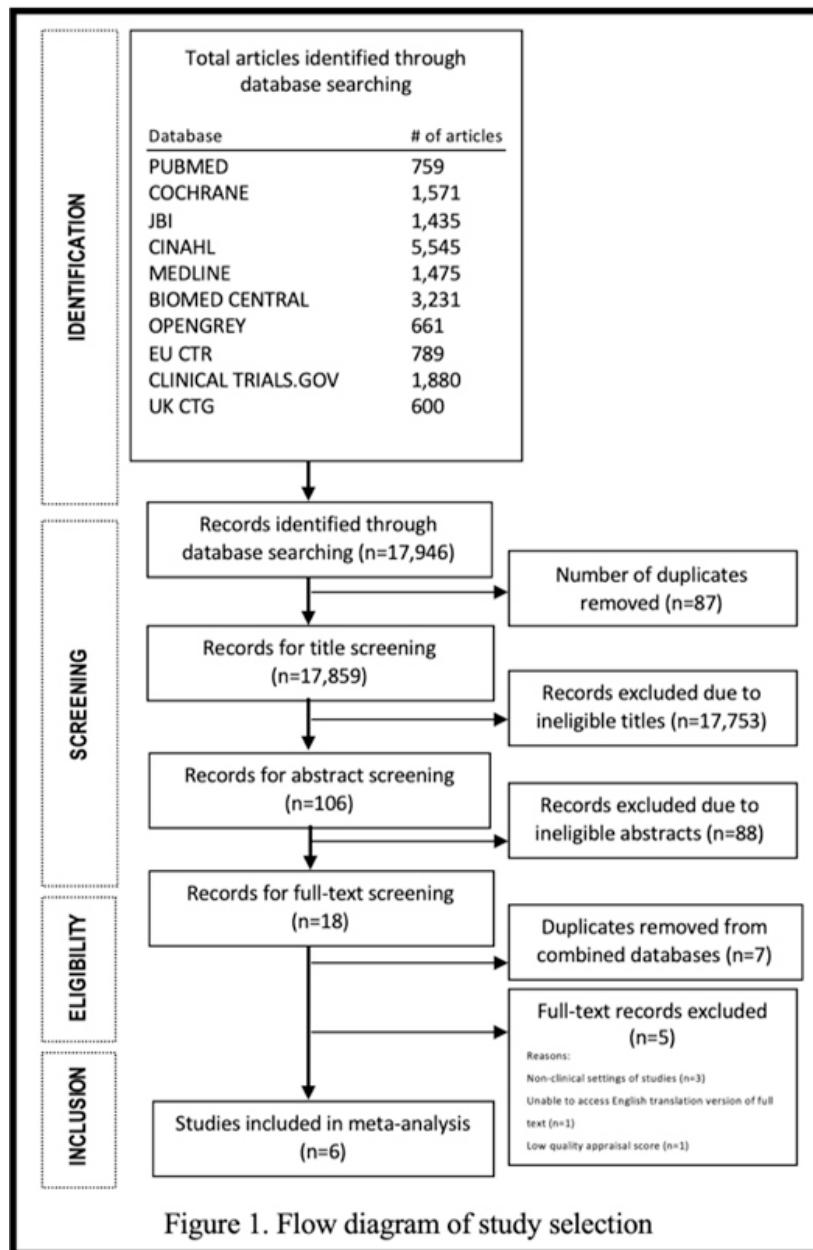 IDENTIFICATION
Total articles identified through
database searching
Database # of articles
PUBMED 759
COCHRANE 1,571
JBI 1,435
CINAHL 5,545
MEDLINE 1,475
BIOMED CENTRAL 3,231
OPENGREY 661
EU CTR 789
CLINICAL TRIALS.GOV 1,880
UK CTG 600
SCREENING
Records identified through
database searching (n=17,946)
Number of duplicates
removed (n=87)
Records for title screening
(n=17,859)
Records excluded due to
ineligible titles (n=17,753)
Records for abstract screening
(n=106)
Records excluded due to
ineligible abstracts (n=88)
ELIGIBILITY
Records for full-text screening
(n=18)
Duplicates removed from
combined databases (n=7)
Full-text records excluded
(n=5)
Reasons:
Non-clinical settings of studies (n=3)
Unable to access English translation version of full
text (n=1)
Low quality appraisal score (n=1)
INCLUSION
Studies included in meta-analysis
(n=6)
Figure 1. Flow diagram of study selection